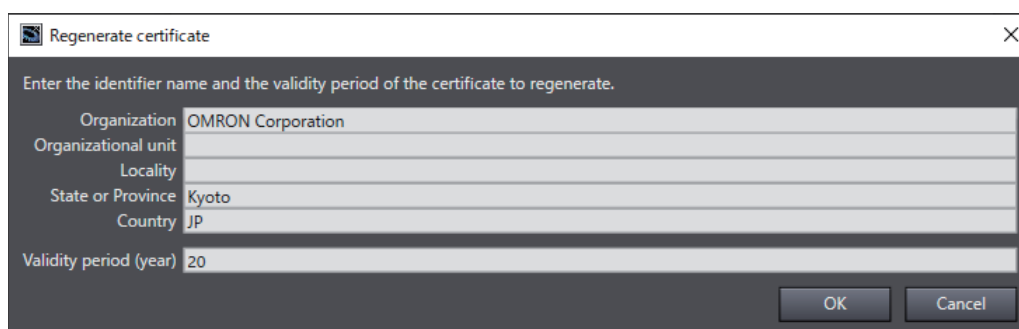 Regenerate certificate
Enter the identifier name and the validity period of the certificate to regenerate.
Organization OMRON Corporation
Organizational unit
Locality
State or Province Kyoto
Country JP
Validity period (year) 20
OK Cancel